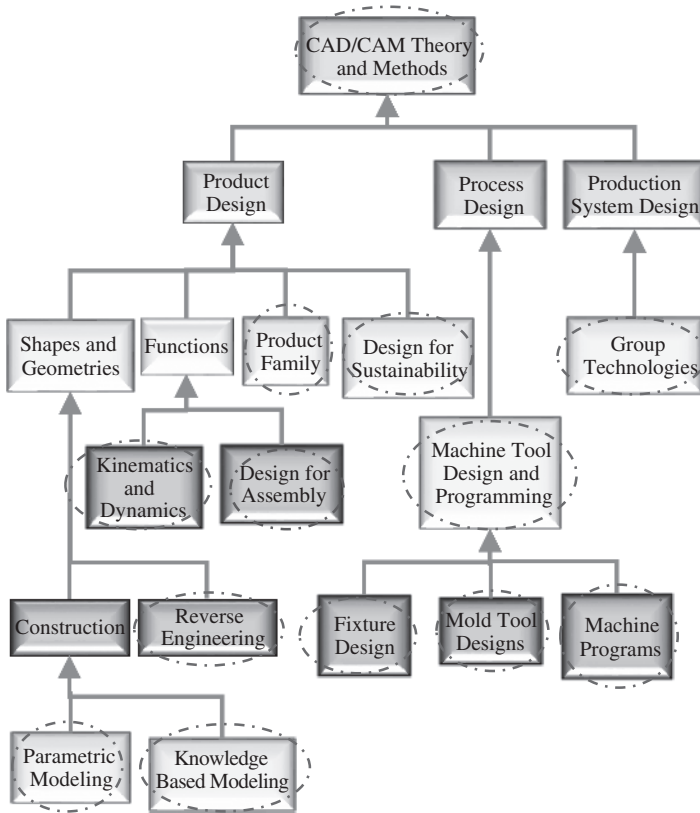 CAD/CAM Theory
and Methods
Product
Design
Process
Design
Production
System Design
Shapes and
Geometries
Functions
Product
Family
Design for
Sustainability
Group
Technologies
Kinematics
and
Dynamics
Design for
Assembly
Machine Tool
Design and
Programming
Construction
Reverse
Engineering
Fixture
Design
Mold Tool
Designs
Machine
Programs
Parametric
Modeling
Knowledge
Based Modeling